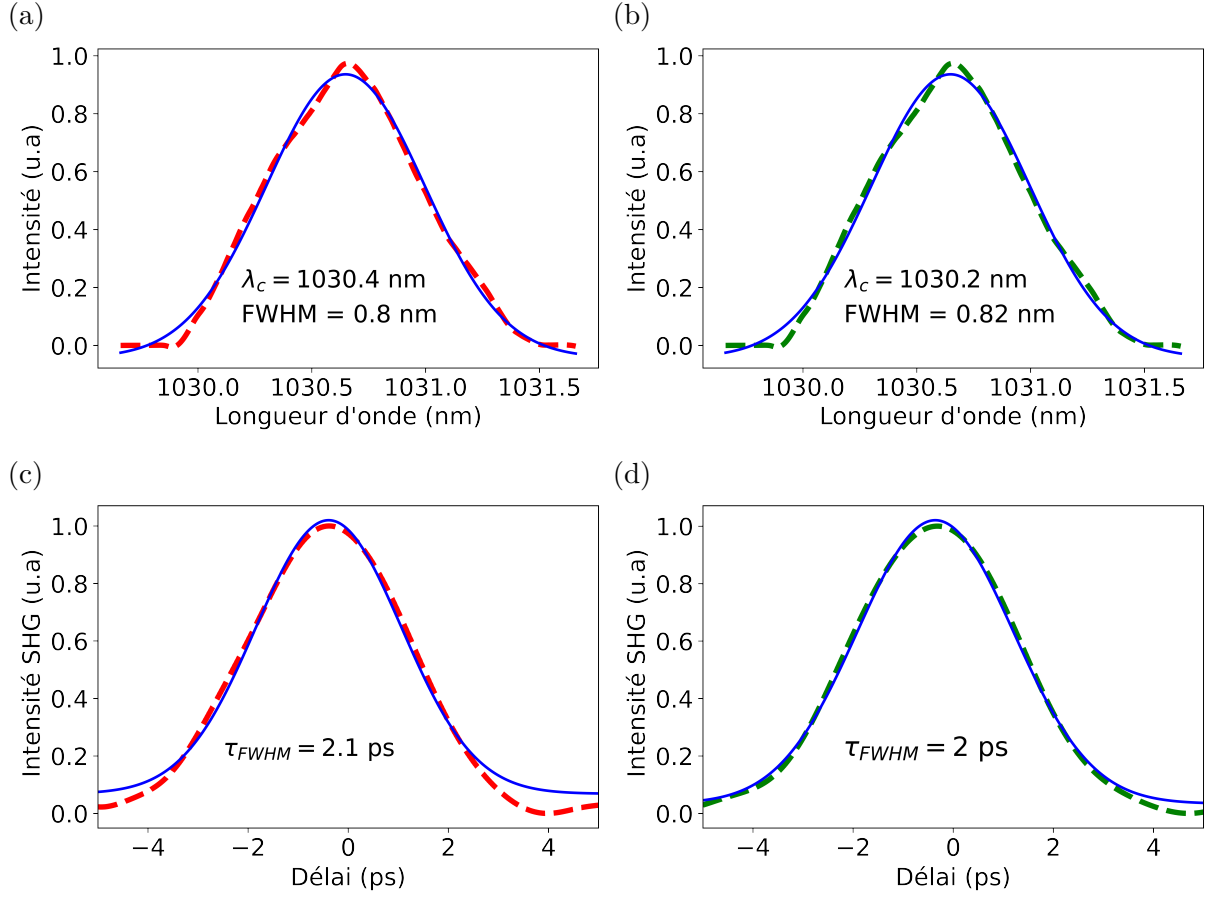 (a)
1.0
0.8
0.6
0.4
0.2
0.0
Intensité (u.a)
λc = 1030.4 nm
FWHM = 0.8 nm
1030.0 1030.5 1031.0 1031.5
Longueur d'onde (nm)
(b)
1.0
0.8
0.6
0.4
0.2
0.0
Intensité (u.a)
λc = 1030.2 nm
FWHM = 0.82 nm
1030.0 1030.5 1031.0 1031.5
Longueur d'onde (nm)
(c)
1.0
0.8
0.6
0.4
0.2
0.0
Intensité SHG (u.a)
τFWHM = 2.1 ps
−4 −2 0 2 4
Délai (ps)
(d)
1.0
0.8
0.6
0.4
0.2
0.0
Intensité SHG (u.a)
τFWHM = 2 ps
−4 −2 0 2 4
Délai (ps)